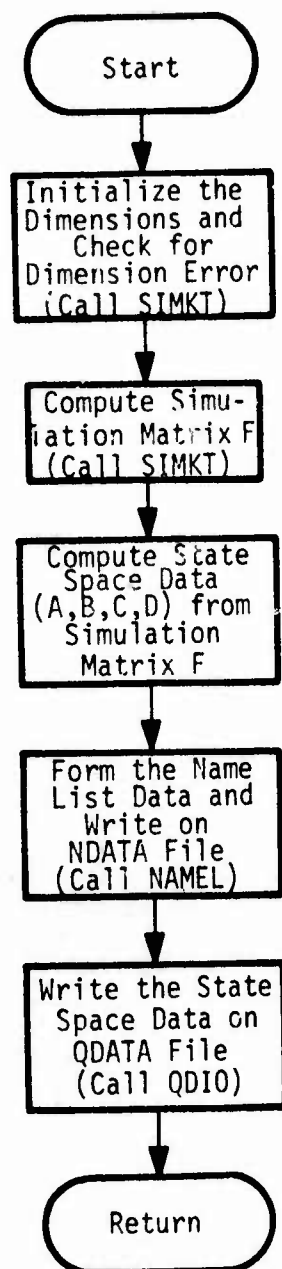 Start
Initialize the
Dimensions and
Check for
Dimension Error
(Call SIMKT)
Compute Simu-
lation Matrix F
(Call SIMKT)
Compute State
Space Data
(A,B,C,D) from
Simulation
Matrix F
Form the Name
List Data and
Write on
NDATA File
(Call NAMEL)
Write the State
Space Data on
QDATA File
(Call QDIO)
Return